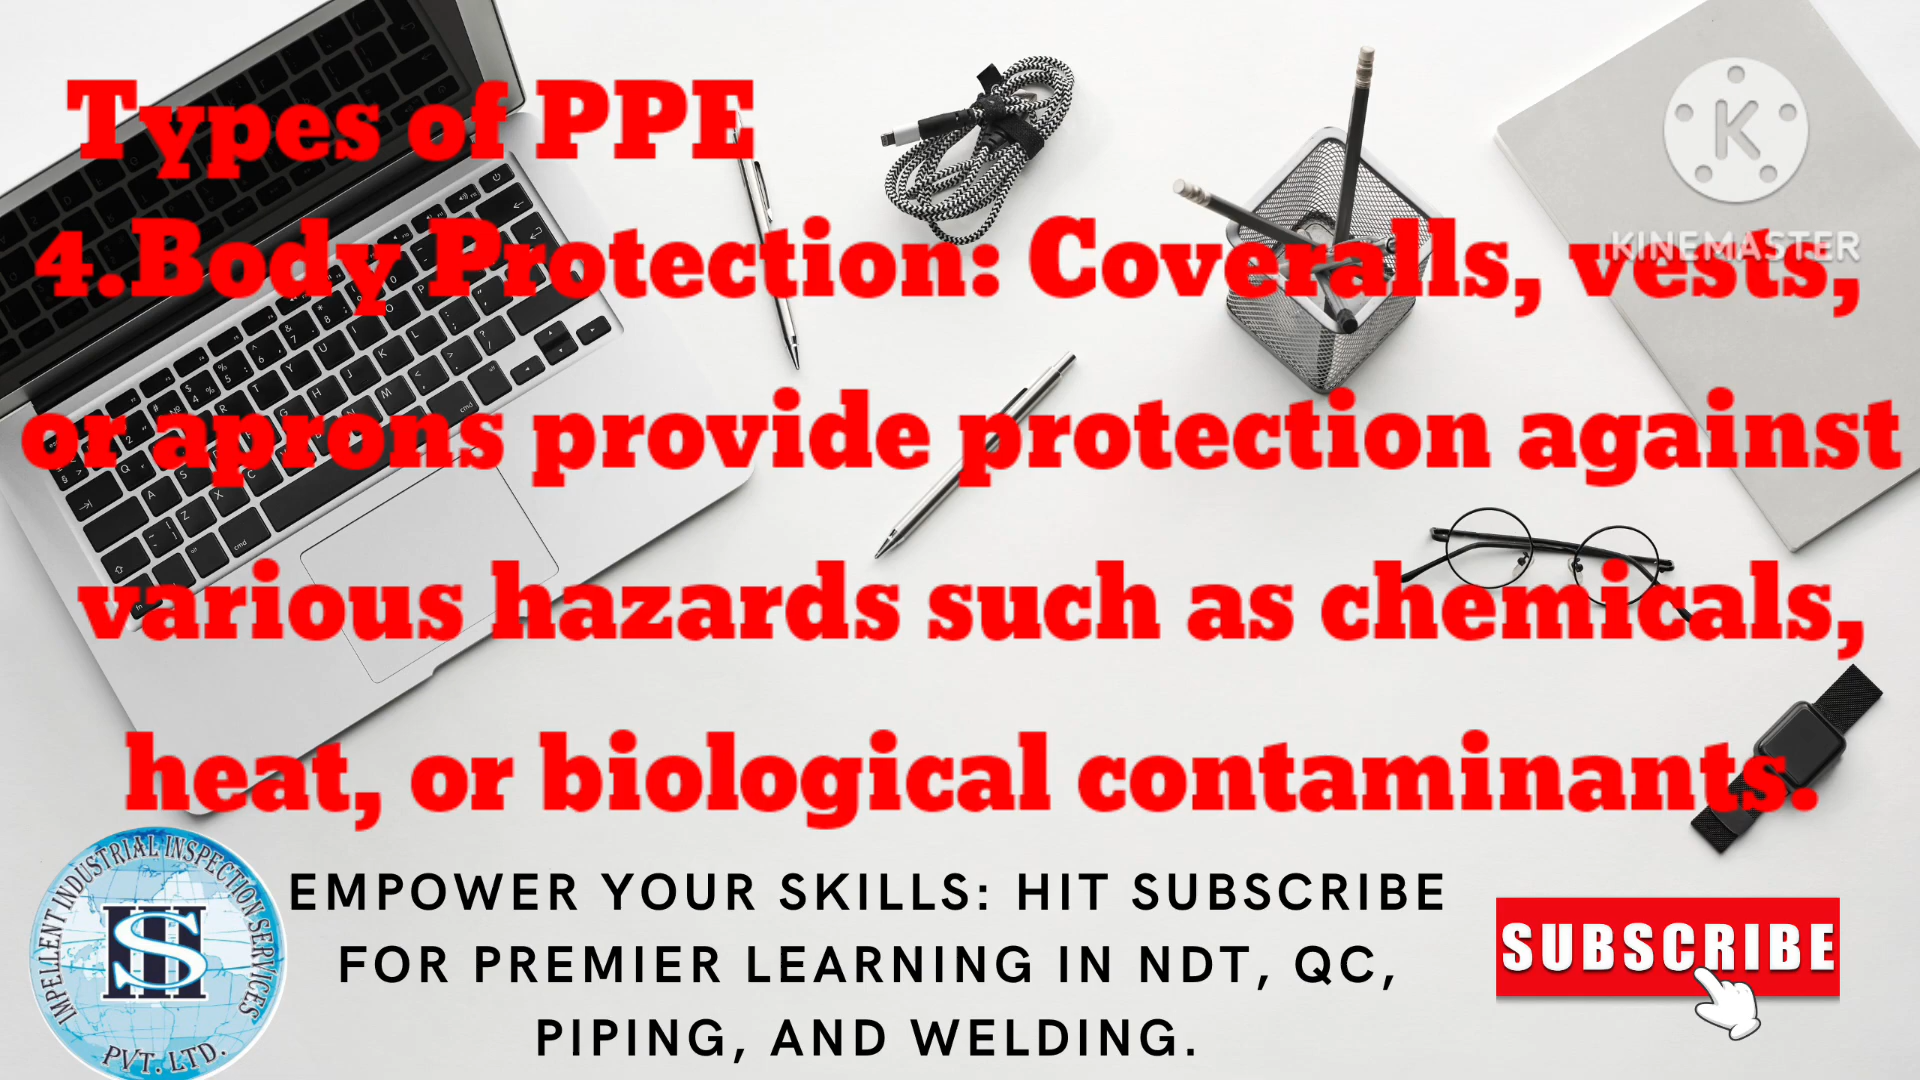 Types of PPE
4.Body Protection: Coveralls, vests,
or aprons provide protection against
various hazards such as chemicals,
heat, or biological contaminants.
K
KINEMASTER
IMPELLENT INDUSTRIAL INSPECTION SERVICES
PVT. LTD.
EMPOWER YOUR SKILLS: HIT SUBSCRIBE
FOR PREMIER LEARNING IN NDT, QC,
PIPING, AND WELDING.
SUBSCRIBE